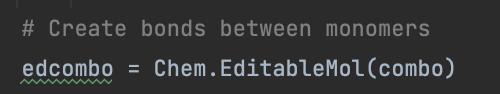 # Create bonds between monomers
edcombo = Chem.EditableMol(combo)